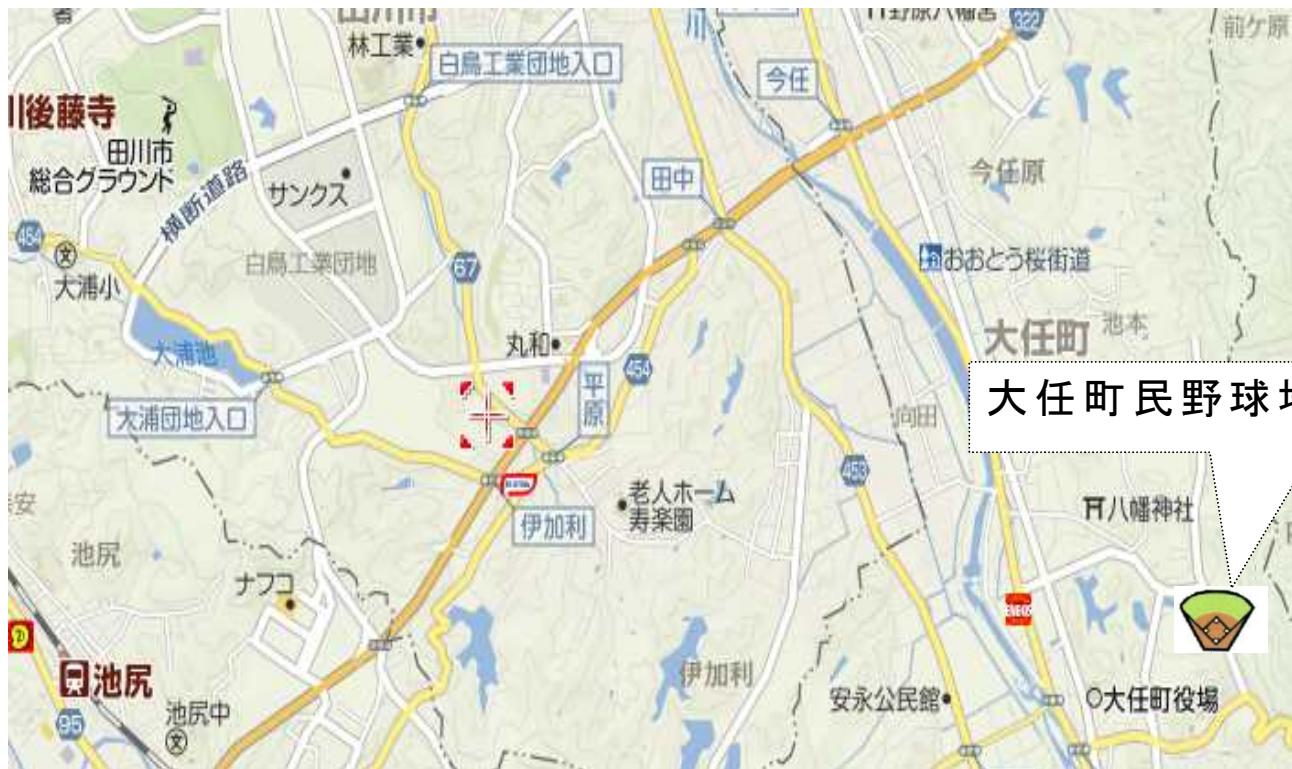 林工業
白鳥工業団地入口
322
前ケ原
今任
川後藤寺
田川市
総合グラウンド
横断道路
サンクス
田中
今任原
454
大浦小
白鳥工業団地
67
おおとう桜街道
大任町
池本
大浦池
丸和
454
平原
大浦団地入口
大任町民野球場
向田
453
老人ホーム
寿楽園
伊加利
八幡神社
池尻
ナフコ
ENEOS
池尻
95
池尻中
伊加利
安永公民館
大任町役場